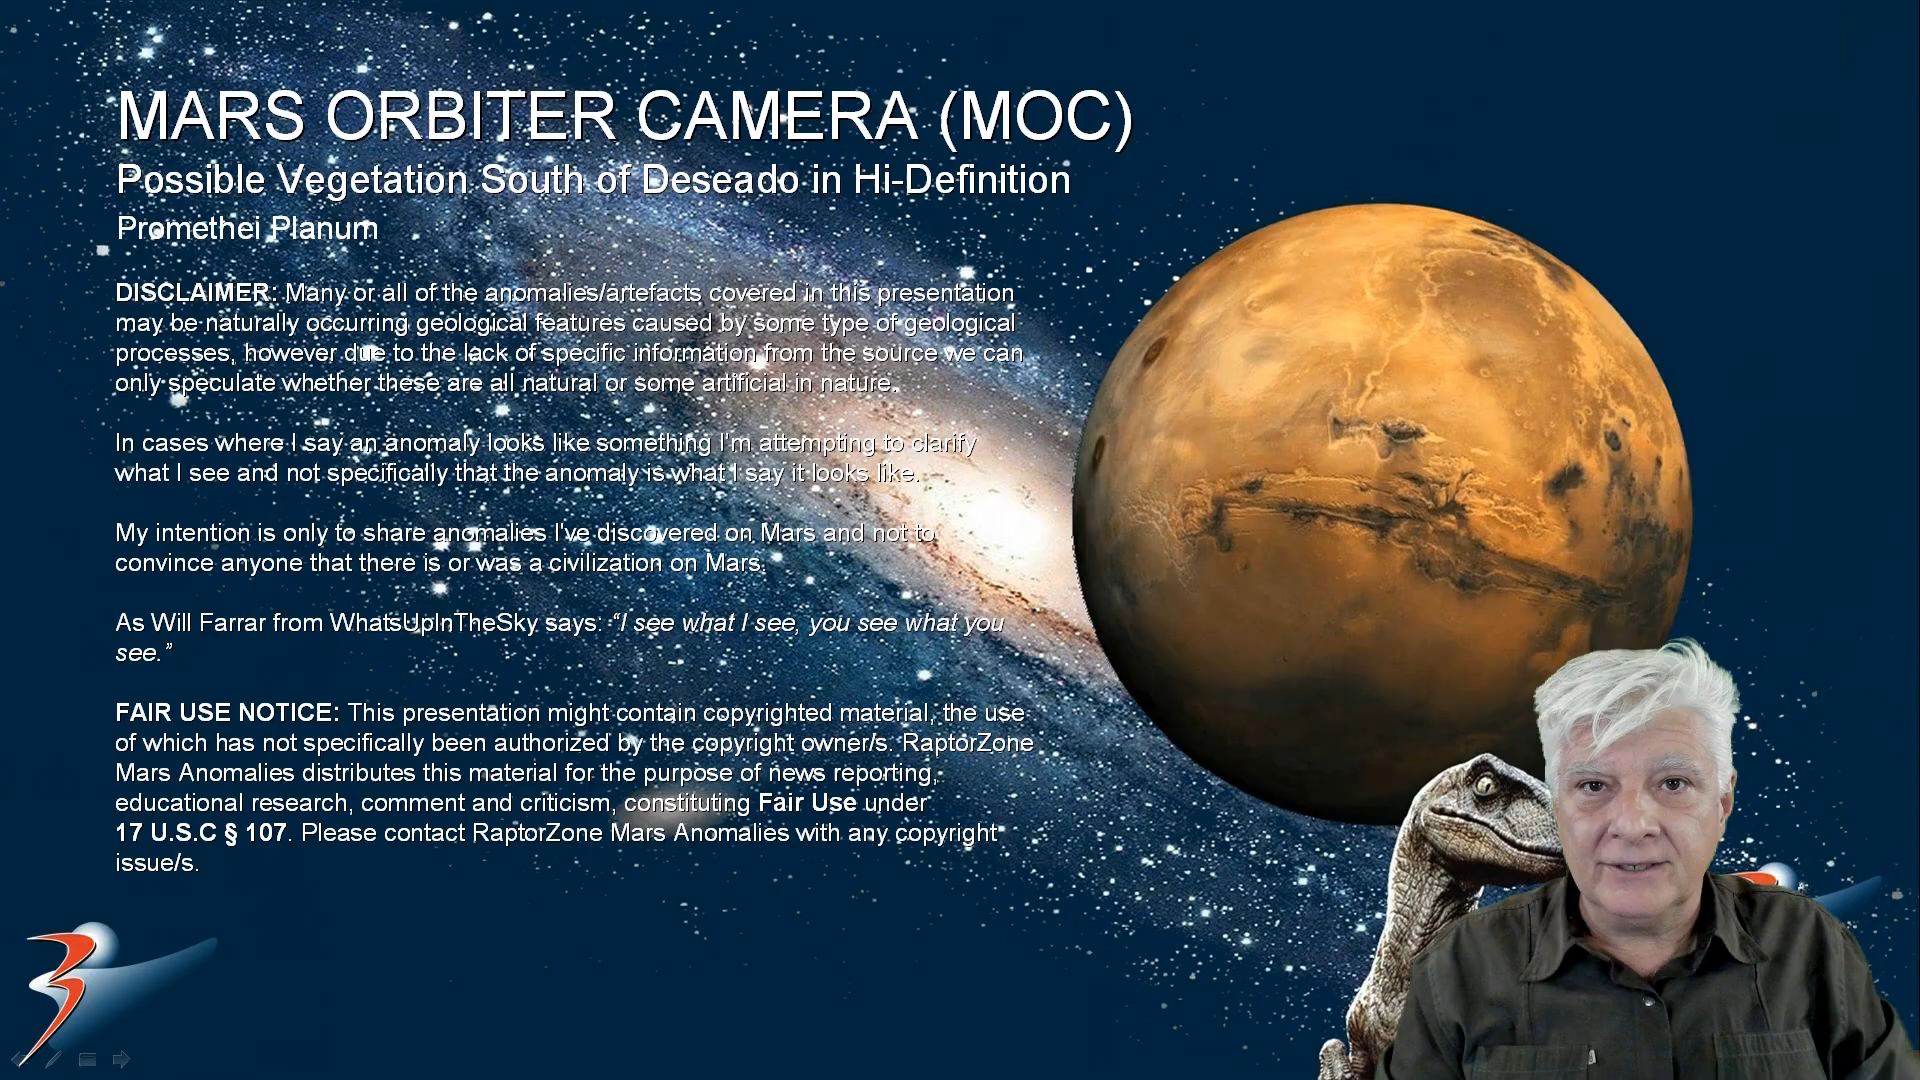 MARS ORBITER CAMERA (MOC)
Possible Vegetation South of Deseado in Hi-Definition
Promethei Planum
DISCLAIMER: Many or all of the anomalies/artefacts covered in this presentation
may be naturally occurring geological features caused by some type of geological
processes, however due to the lack of specific information from the source we can
only speculate whether these are all natural or some artificial in nature.
In cases where I say an anomaly looks like something I'm attempting to clarify
what I see and not specifically that the anomaly is what I say it looks like.
My intention is only to share anomalies I've discovered on Mars and not to
convince anyone that there is or was a civilization on Mars.
As Will Farrar from WhatsUpInTheSky says: “I see what I see, you see what you
see.”
FAIR USE NOTICE: This presentation might contain copyrighted material, the use
of which has not specifically been authorized by the copyright owner/s. RaptorZone
Mars Anomalies distributes this material for the purpose of news reporting,
educational research, comment and criticism, constituting Fair Use under
17 U.S.C § 107. Please contact RaptorZone Mars Anomalies with any copyright
issue/s.